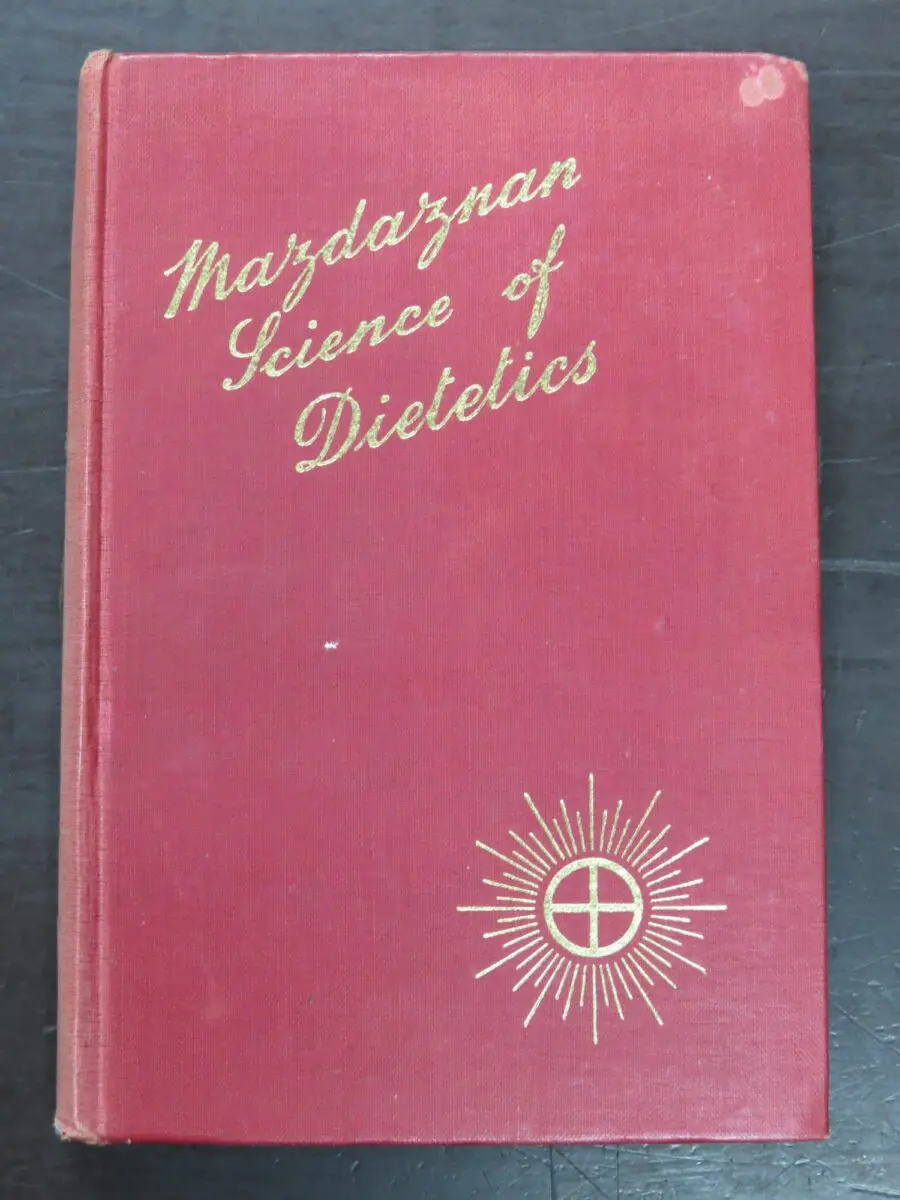 Mazdaznan
Science of
Dietetics